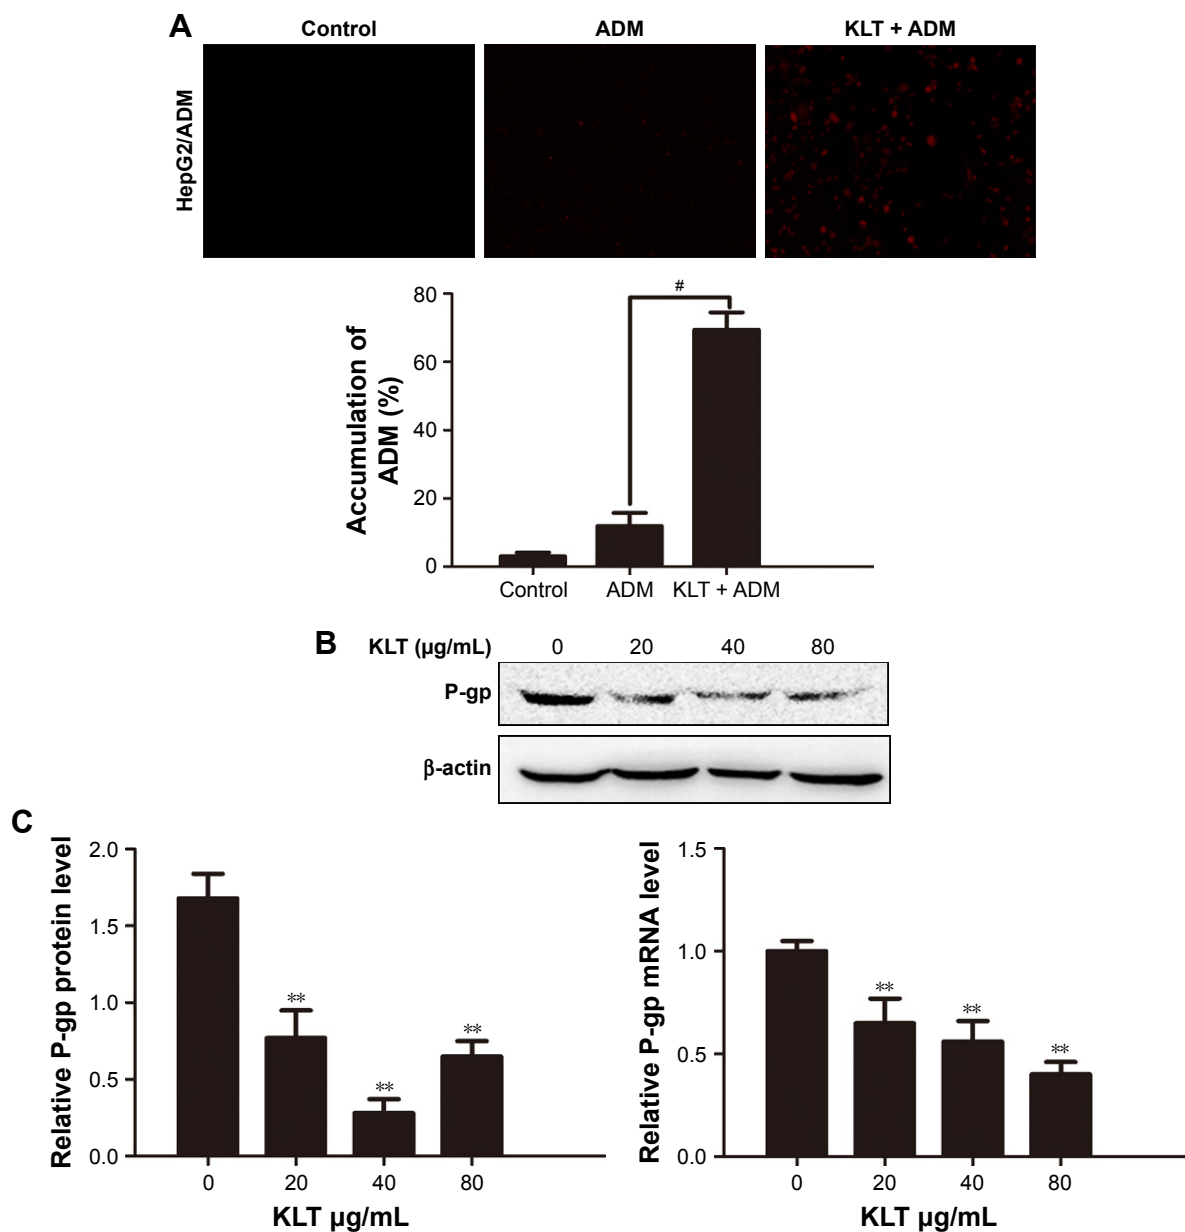 A
Control
ADM
KLT + ADM
HepG2/ADM
#
Accumulation of
ADM (%)
80
60
40
20
0
Control
ADM
KLT + ADM
B
KLT (µg/mL)
0
20
40
80
P-gp
β-actin
C
Relative P-gp protein level
2.0
1.5
1.0
0.5
0.0
**
**
**
0
20
40
80
KLT µg/mL
Relative P-gp mRNA level
1.5
1.0
0.5
0.0
**
**
**
0
20
40
80
KLT µg/mL